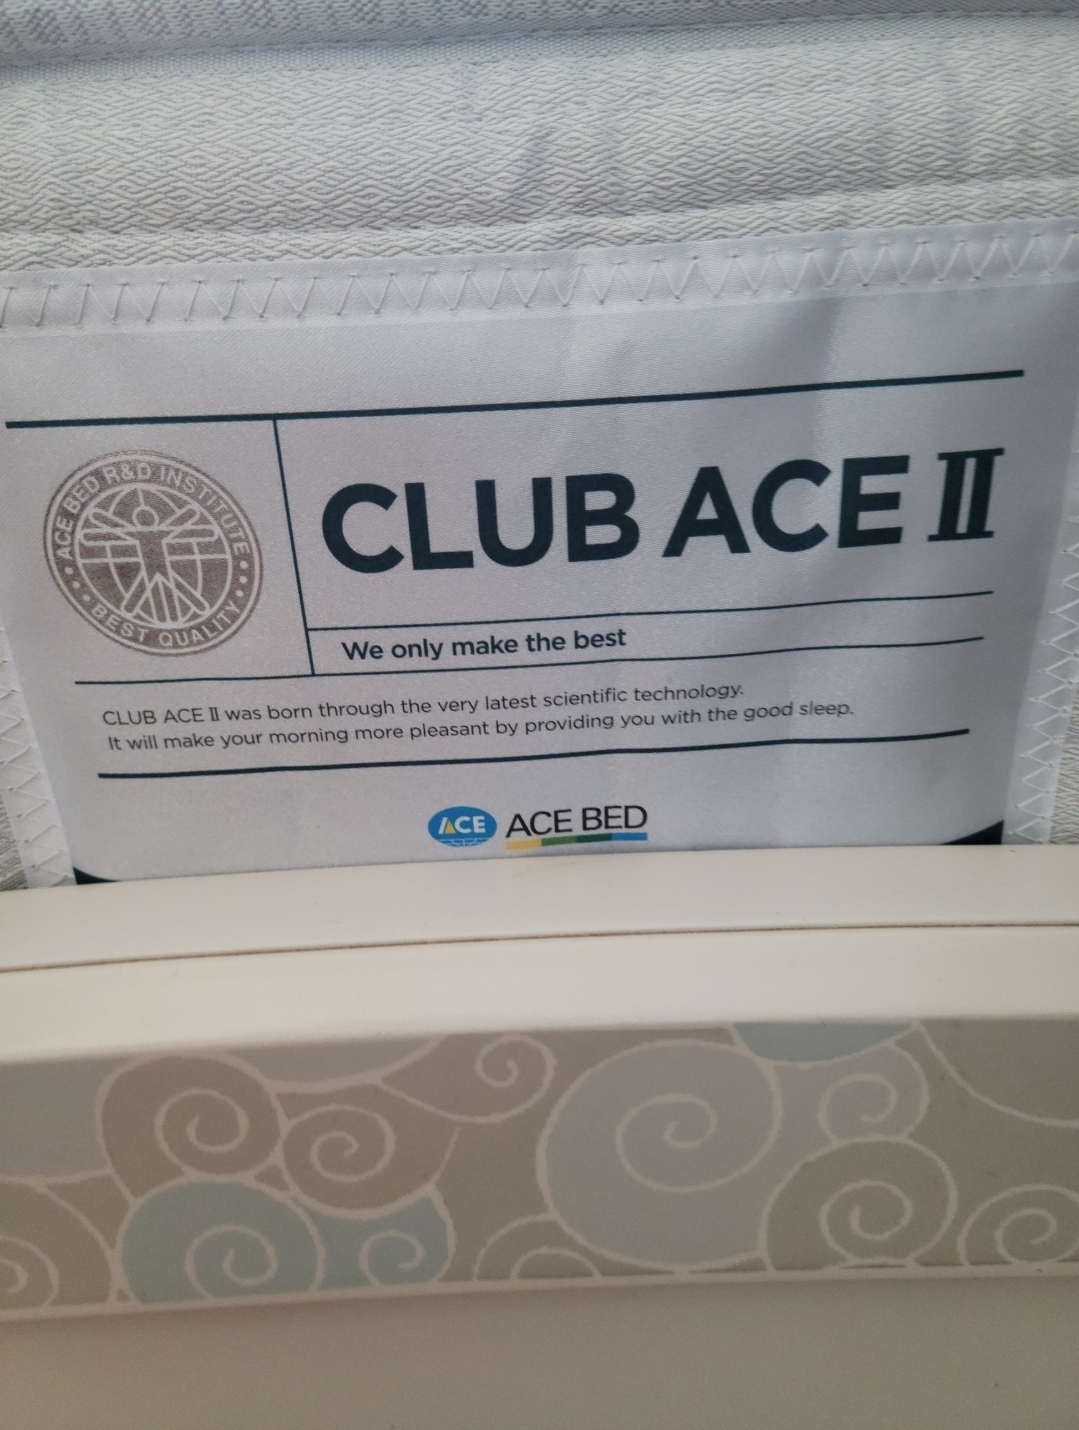 ACE BED R&D INSTITUTE
BEST QUALITY
CLUB ACE Ⅱ
We only make the best
CLUB ACE Ⅱ was born through the very latest scientific technology.
It will make your morning more pleasant by providing you with the good sleep.
ACE ACE BED